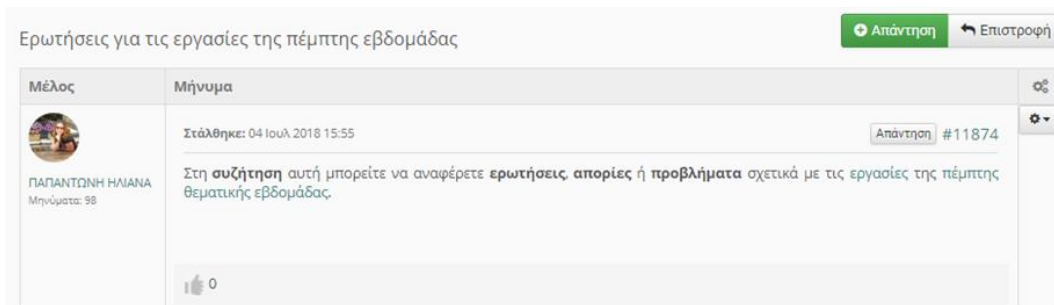 Ερωτήσεις για τις εργασίες της πέμπτης εβδομάδας
Απάντηση
Επιστροφή
Μέλος
Μήνυμα
Στάλθηκε: 04 Ιουλ 2018 15:55
Απάντηση #11874
ΠΑΠΑΝΤΩΝΗ ΗΛΙΑΝΑ
Μηνύματα: 98
Στη συζήτηση αυτή μπορείτε να αναφέρετε ερωτήσεις, απορίες ή προβλήματα σχετικά με τις εργασίες της πέμπτης
θεματικής εβδομάδας.
0